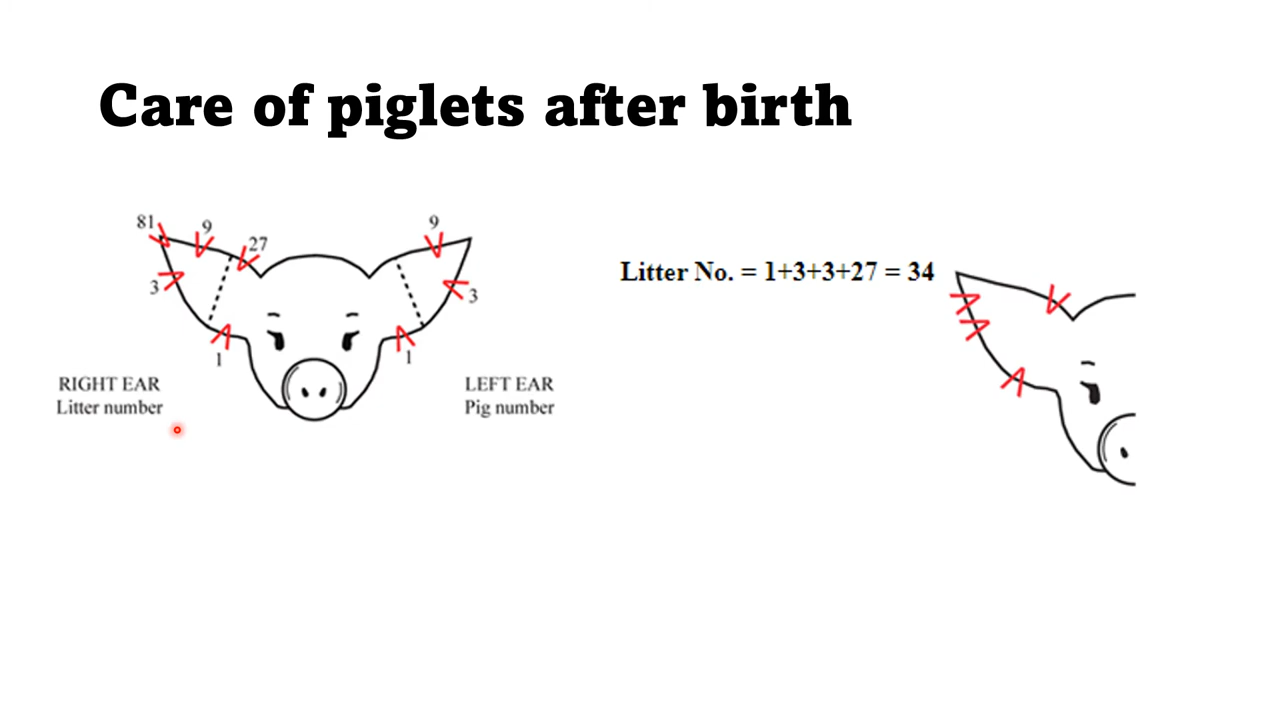 Care of piglets after birth
81
9
27
3
1
9
3
1
RIGHT EAR
Litter number
LEFT EAR
Pig number
Litter No. = 1+3+3+27 = 34